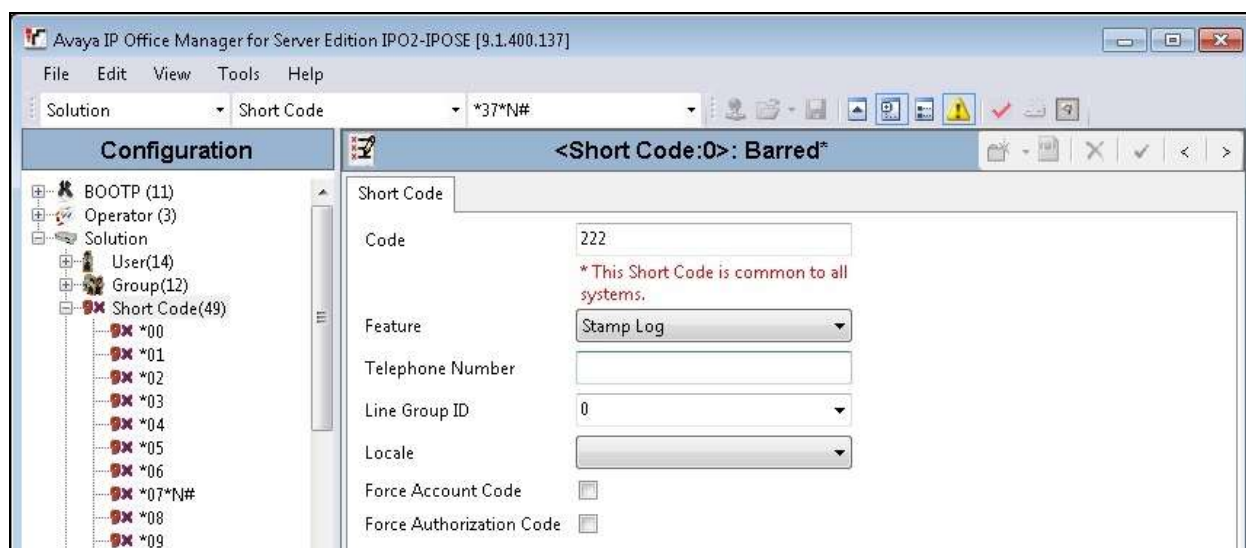 Avaya IP Office Manager for Server Edition IPO2-IPOSE [9.1.400.137]
File Edit View Tools Help
Solution Short Code *37*N#
Configuration
<Short Code:0>: Barred*
BOOTP (11)
Operator (3)
Solution
User(14)
Group(12)
Short Code(49)
*00
*01
*02
*03
*04
*05
*06
*07*N#
*08
*09
Short Code
Code 222
* This Short Code is common to all
systems.
Feature Stamp Log
Telephone Number
Line Group ID 0
Locale
Force Account Code
Force Authorization Code